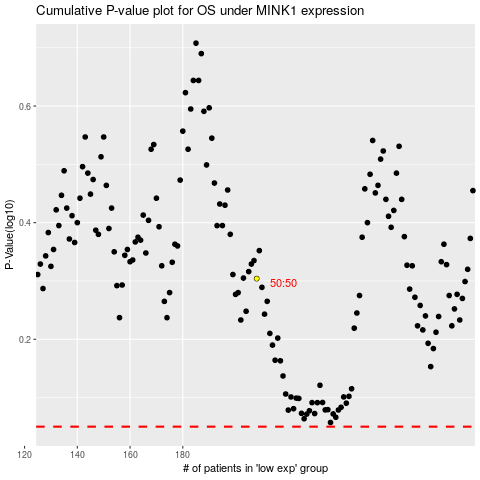 Cumulative P-value plot for OS under MINK1 expression
P-Value(log10)
0.6
0.4
0.2
50:50
120 140 160 180
# of patients in 'low exp' group